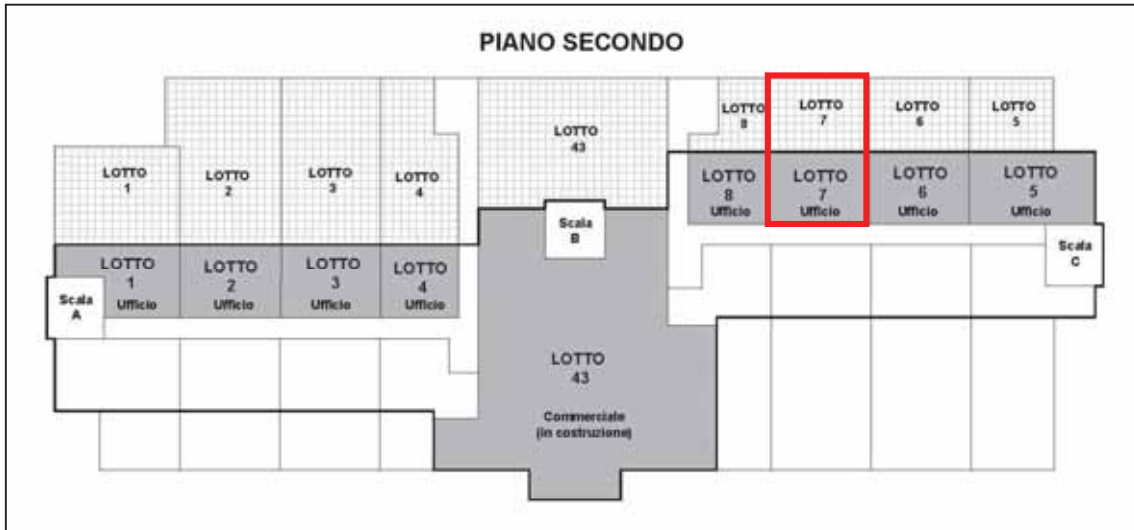 PIANO SECONDO
LOTTO
1
LOTTO
2
LOTTO
3
LOTTO
4
LOTTO
43
LOTTO
8
LOTTO
7
LOTTO
6
LOTTO
5
LOTTO
1
Ufficio
LOTTO
2
Ufficio
LOTTO
3
Ufficio
LOTTO
4
Ufficio
LOTTO
8
Ufficio
LOTTO
7
Ufficio
LOTTO
6
Ufficio
LOTTO
5
Ufficio
Scala
A
Scala
B
Scala
C
LOTTO
43
Commerciale
(in costruzione)